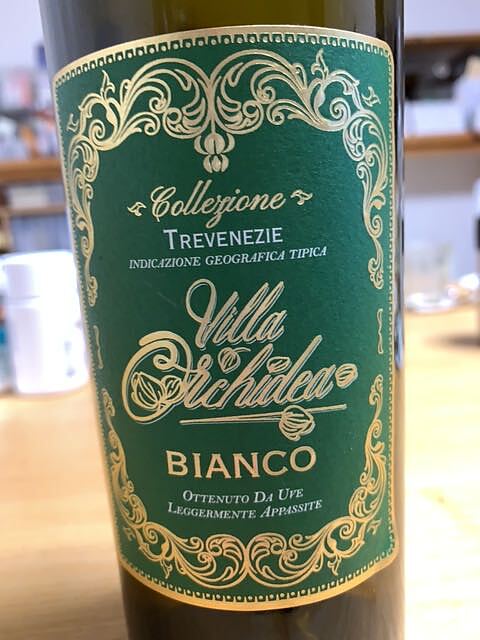 Collezione
TREVENEZIE
INDICAZIONE GEOGRAFICA TIPICA
Villa
Orchidea
BIANCO
OTTENUTO DA UVE
LEGGERMENTE APPASSITE